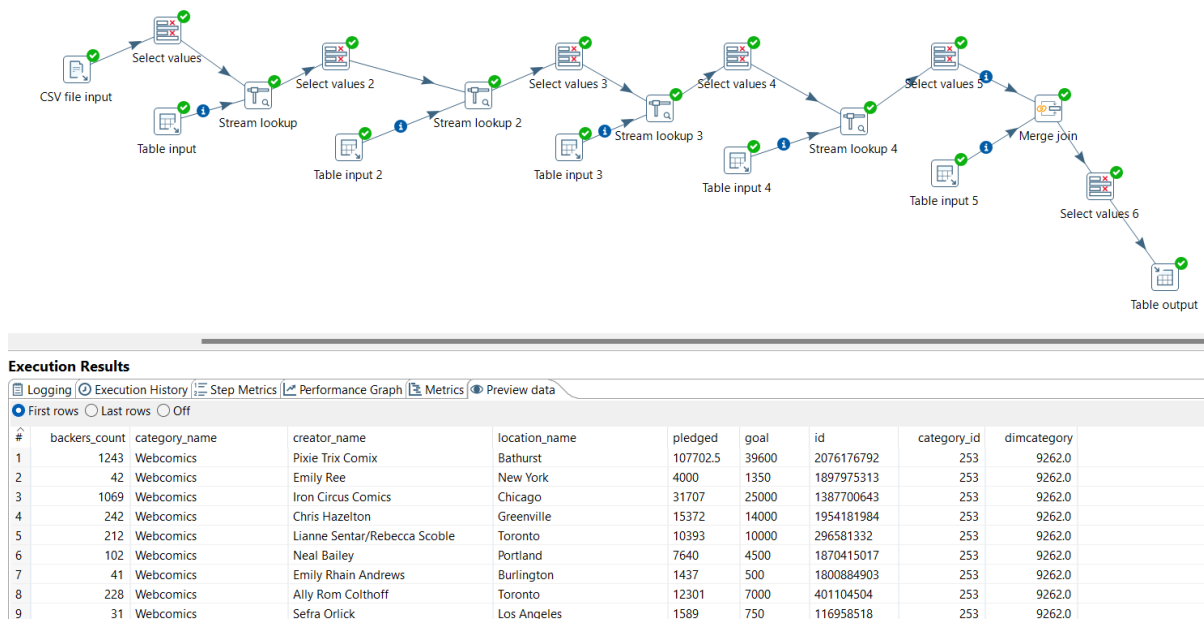 CSV file input
Select values
Table input
Stream lookup
Select values 2
Table input 2
Stream lookup 2
Select values 3
Table input 3
Stream lookup 3
Select values 4
Table input 4
Stream lookup 4
Select values 5
Table input 5
Merge join
Select values 6
Table output
Execution Results
Logging Execution History Step Metrics Performance Graph Metrics Preview data
First rows Last rows Off
# backers_count category_name creator_name location_name pledged goal id category_id dimcategory
1 1243 Webcomics Pixie Trix Comix Bathurst 107702.5 39600 2076176792 253 9262.0
2 42 Webcomics Emily Ree New York 4000 1350 1897975313 253 9262.0
3 1069 Webcomics Iron Circus Comics Chicago 31707 25000 1387700643 253 9262.0
4 242 Webcomics Chris Hazelton Greenville 15372 14000 1954181984 253 9262.0
5 212 Webcomics Lianne Sentar/Rebecca Scoble Toronto 10393 10000 296581332 253 9262.0
6 102 Webcomics Neal Bailey Portland 7640 4500 1870415017 253 9262.0
7 41 Webcomics Emily Rhain Andrews Burlington 1437 500 1800884903 253 9262.0
8 228 Webcomics Ally Rom Colthoff Toronto 12301 7000 401104504 253 9262.0
9 31 Webcomics Sefra Orlick Los Angeles 1589 750 116958518 253 9262.0